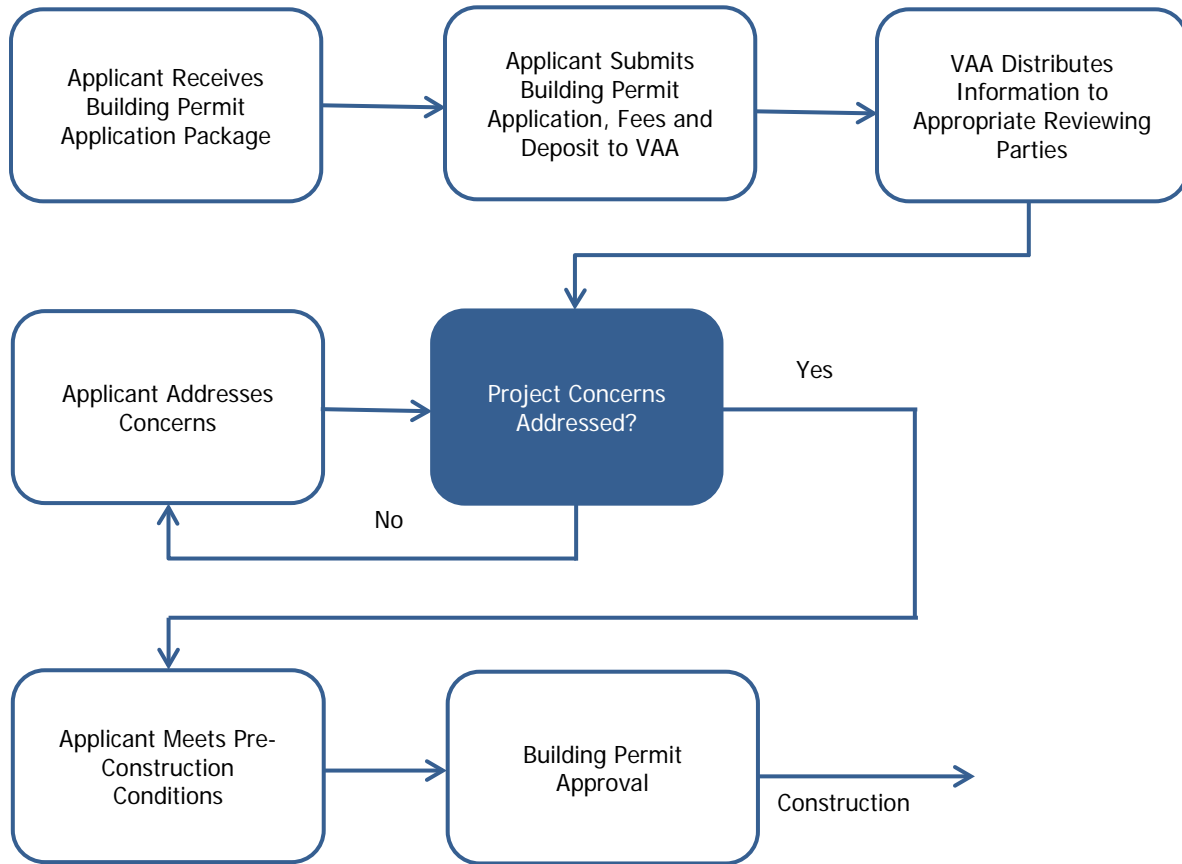 Applicant Receives
Building Permit
Application Package
Applicant Submits
Building Permit
Application, Fees and
Deposit to VAA
VAA Distributes
Information to
Appropriate Reviewing
Parties
Applicant Addresses
Concerns
Project Concerns
Addressed?
Yes
No
Applicant Meets Pre-
Construction
Conditions
Building Permit
Approval
Construction